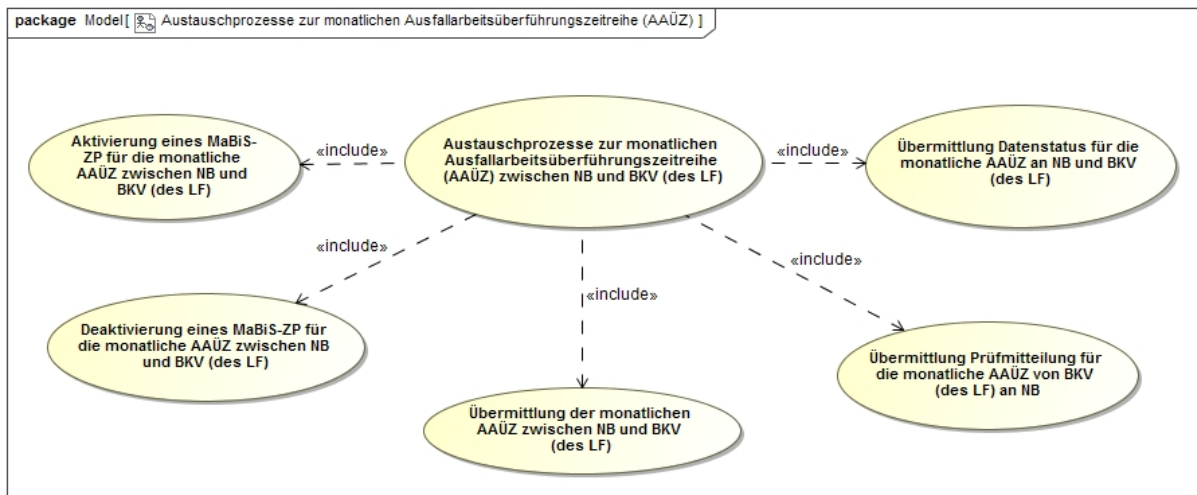 package Model [ Austauschprozesse zur monatlichen Ausfallarbeitsüberführungszeitreihe (AAÜZ) ]
Aktivierung eines MaBiS-
ZP für die monatliche
AAÜZ zwischen NB und
BKV (des LF)
«include»
Austauschprozesse zur monatlichen
Ausfallarbeitsüberführungszeitreihe
(AAÜZ) zwischen NB und BKV (des LF)
«include»
Übermittlung Datenstatus für die
monatliche AAÜZ an NB und BKV
(des LF)
«include»
«include»
«include»
Deaktivierung eines MaBiS-ZP für
die monatliche AAÜZ zwischen NB
und BKV (des LF)
Übermittlung der monatlichen
AAÜZ zwischen NB und BKV
(des LF)
Übermittlung Prüfmitteilung für
die monatliche AAÜZ von BKV
(des LF) an NB